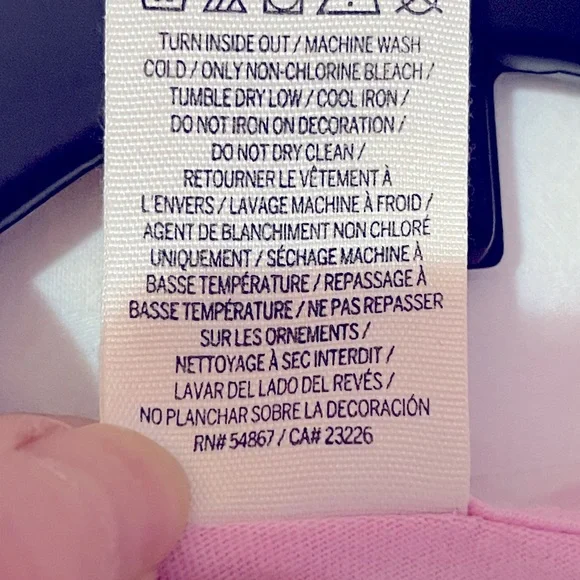 TURN INSIDE OUT / MACHINE WASH
COLD / ONLY NON-CHLORINE BLEACH /
TUMBLE DRY LOW / COOL IRON /
DO NOT IRON ON DECORATION /
DO NOT DRY CLEAN /
RETOURNER LE VÊTEMENT À
L'ENVERS / LAVAGE MACHINE À FROID /
AGENT DE BLANCHIMENT NON CHLORÉ
UNIQUEMENT / SÉCHAGE MACHINE À
BASSE TEMPÉRATURE / REPASSAGE À
BASSE TEMPÉRATURE / NE PAS REPASSER
SUR LES ORNEMENTS /
NETTOYAGE À SEC INTERDIT /
LAVAR DEL LADO DEL REVÉS /
NO PLANCHAR SOBRE LA DECORACIÓN
RN# 54867 / CA# 23226